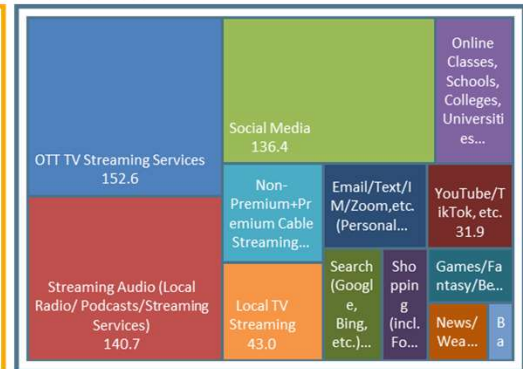 OTT TV Streaming Services
152.6
Streaming Audio (Local
Radio/ Podcasts/Streaming
Services)
140.7
Social Media
136.4
Non-
Premium+Pr
emium Cable
Streaming...
Local TV
Streaming
43.0
Email/Text/I
M/Zoom,etc.
(Personal...
Search
(Googl
e,
Bing,
etc.)...
Sho
ppin
g
(incl.
Fo...
Online
Classes,
Schools,
Colleges,
Universiti
es...
YouTube/T
ikTok, etc.
31.9
Games/Fa
ntasy/Be...
News/
Wea...
B
a